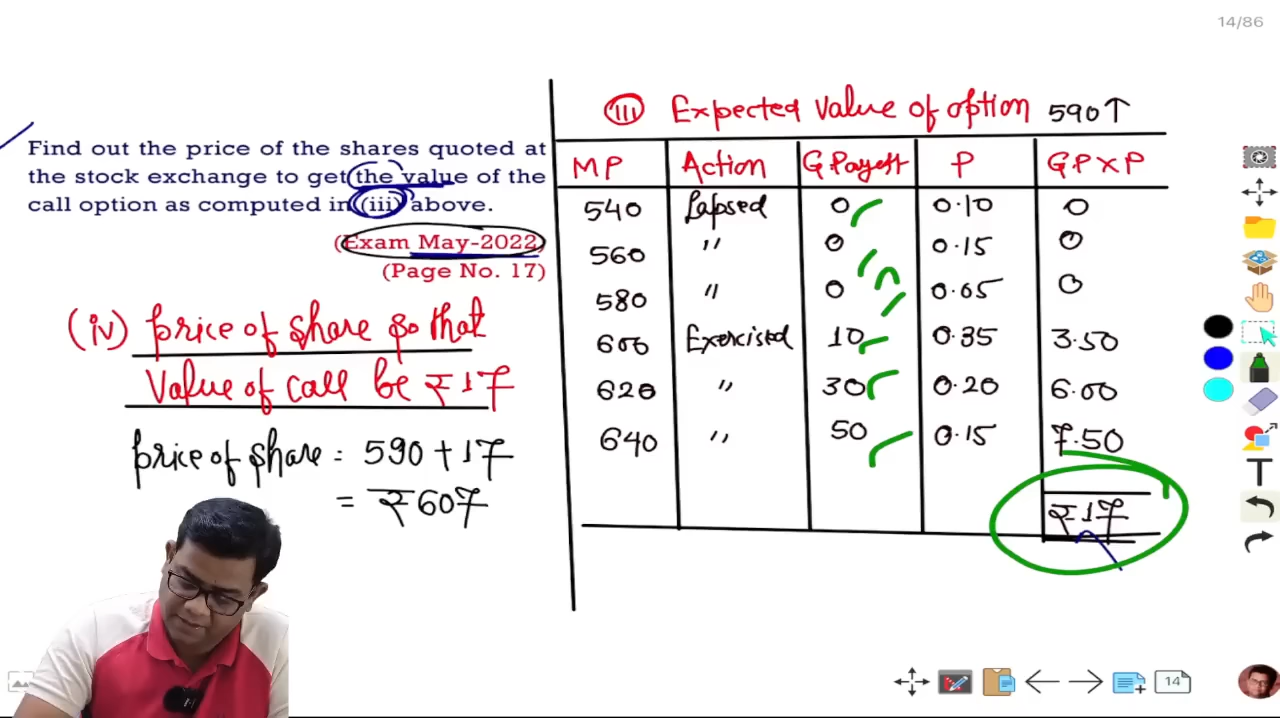 14/86
Find out the price of the shares quoted at
the stock exchange to get the value of the
call option as computed in (iii) above.
(Exam May-2022)
(Page No. 17)
(iv) Price of share so that
Value of call be ₹17
Price of share = 590 + 17
= ₹607
(iii) Expected Value of option 590↑
MP Action G Payoff P GP x P
540 Lapsed 0 0.10 0
560 " 0 0.15 0
580 " 0 0.05 0
600 Exercised 10 0.35 3.50
620 " 30 0.20 6.00
640 " 50 0.15 7.50
₹17
T
14